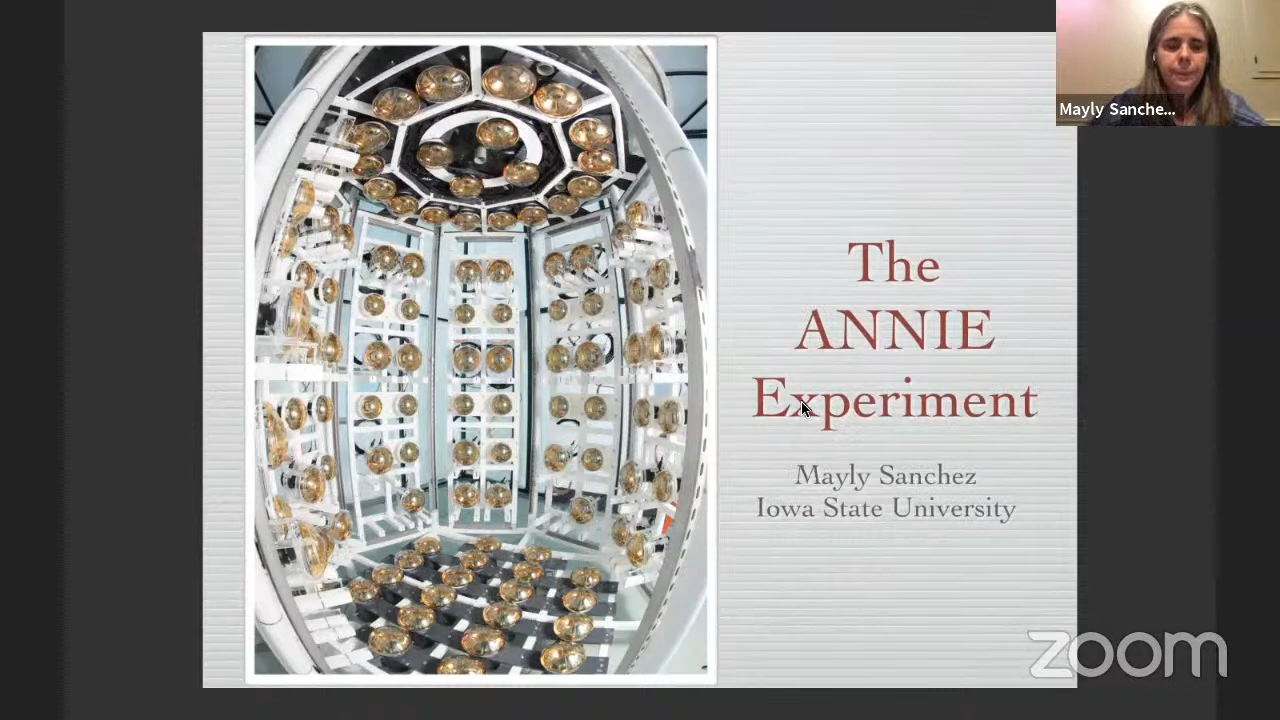 Mayly Sanche...
The
ANNIE
Experiment
Mayly Sanchez
Iowa State University
zoom